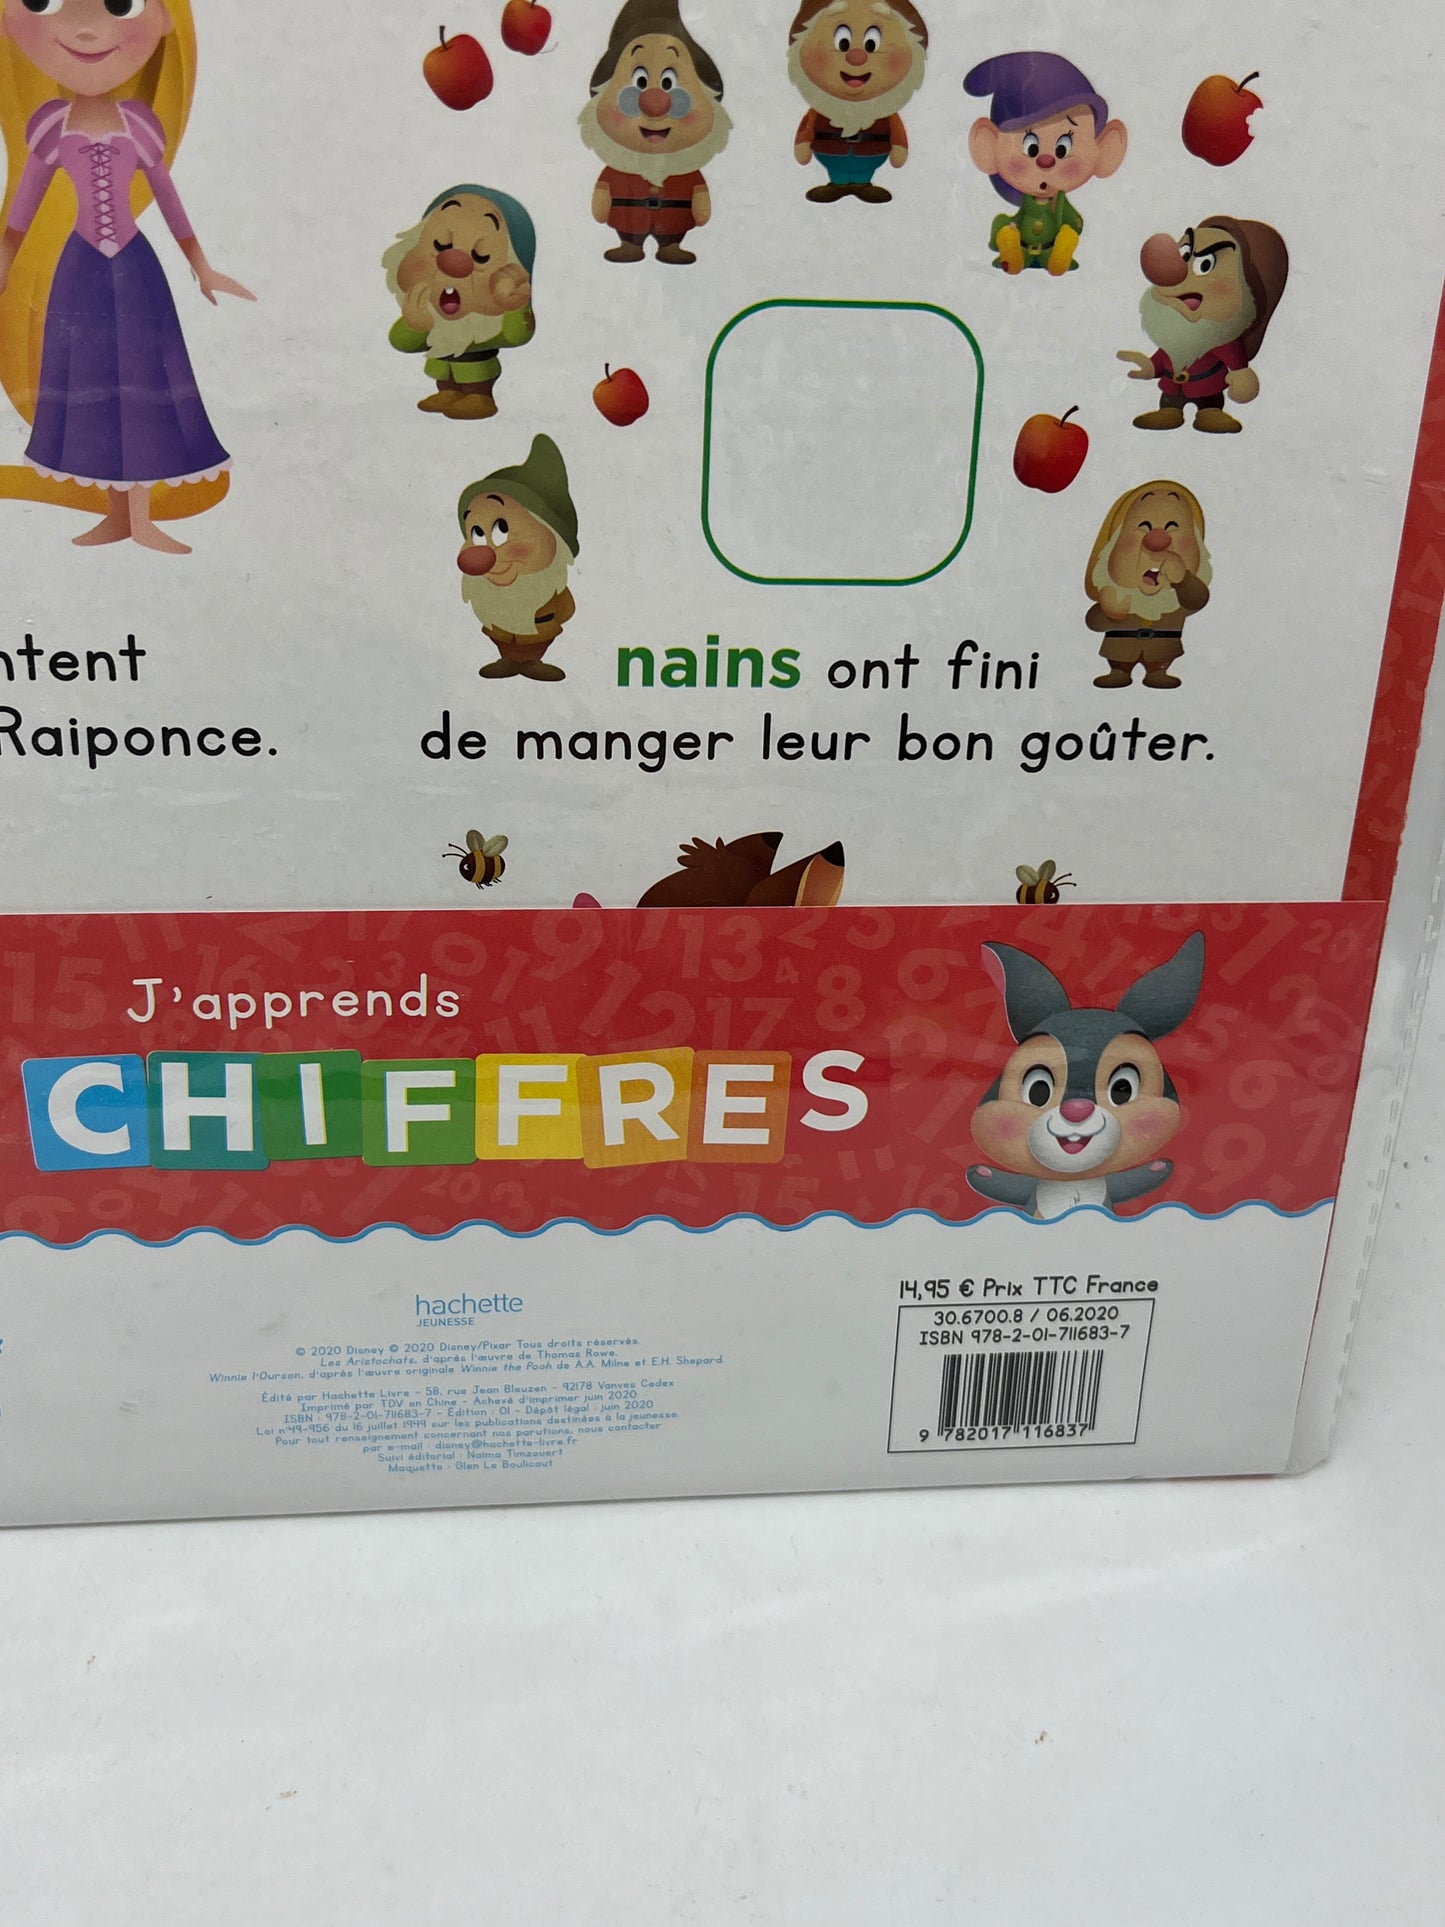 ntent
Raiponce.
nains ont fini
de manger leur bon goûter.
J'apprends
CHIFFRES
hachette
JEUNESSE
© 2020 Disney © 2020 Disney/Pixar Tous droits réservés.
Les Aristochats, d'après l'œuvre de Thomas Rowe.
Winnie l'Ourson, d'après l'œuvre originale Winnie the Pooh de A.A. Milne et E.H. Shepard.
Édité par Hachette Livre - 58, rue Jean Bleuzen - 92178 Vanves Cedex
Imprimé par TDV en Chine - Achevé d'imprimer juin 2020
ISBN : 978-2-01-711683-7 - Édition : 01 - Dépôt légal : juin 2020
Loi n°49-956 du 16 juillet 1949 sur les publications destinées à la jeunesse.
Pour tout renseignement concernant nos parutions, nous contacter
par e-mail : disney@hachette-livre.fr
Suivi éditorial : Naïma Timzouert
Maquette : Glen Le Boulicaut
14,95 € Prix TTC France
30.6700.8 / 06.2020
ISBN 978-2-01-711683-7
9 782017 116837